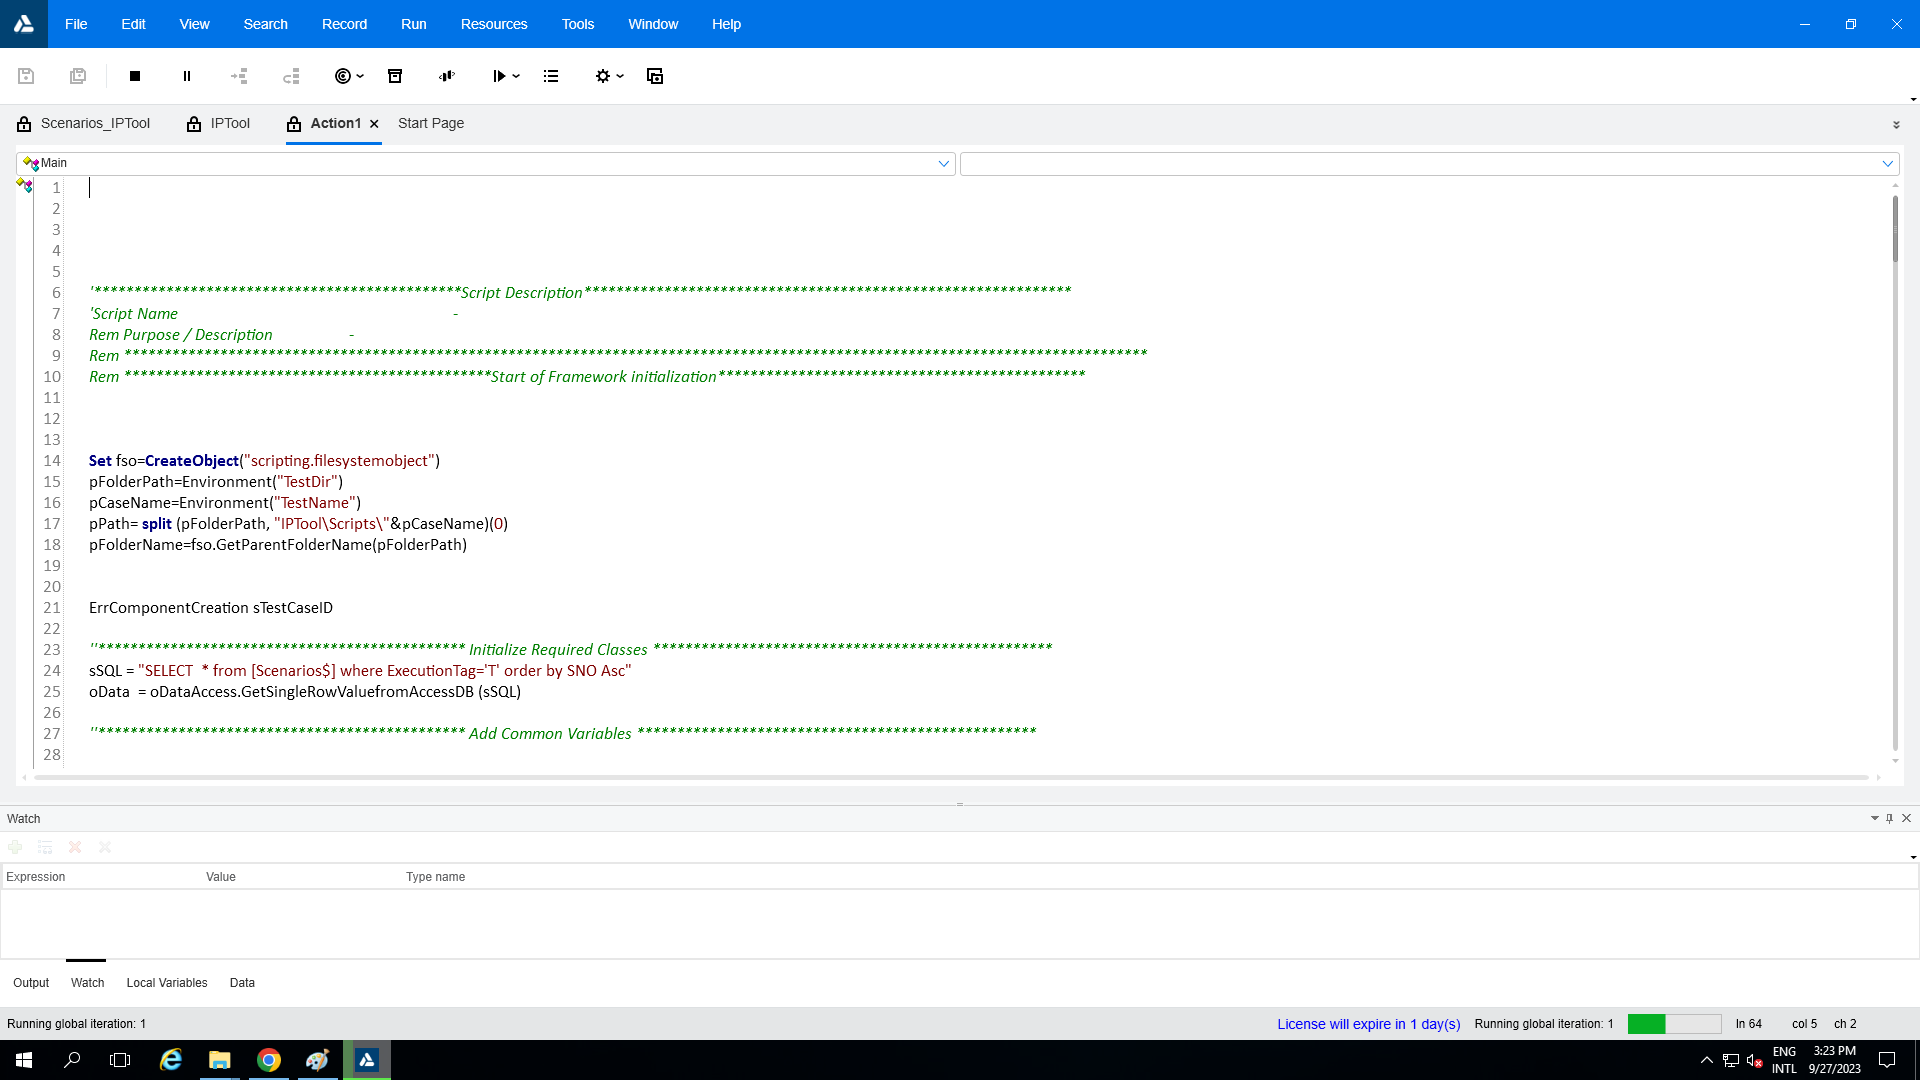 File Edit View Search Record Run Resources Tools Window Help
Scenarios_IPTool IPTool Action1 Start Page
Main
1
2
3
4
5
6 '**********************************************Script Description*************************************************************
7 'Script Name -
8 Rem Purpose / Description -
9 Rem ********************************************************************************************************************************
10 Rem **********************************************Start of Framework initialization**********************************************
11
12
13
14 Set fso=CreateObject("scripting.filesystemobject")
15 pFolderPath=Environment("TestDir")
16 pCaseName=Environment("TestName")
17 pPath= split (pFolderPath, "IPTool\Scripts\"&pCaseName)(0)
18 pFolderName=fso.GetParentFolderName(pFolderPath)
19
20
21 ErrComponentCreation sTestCaseID
22
23 ''********************************************** Initialize Required Classes **************************************************
24 sSQL = "SELECT  * from [Scenarios$] where ExecutionTag='T' order by SNO Asc"
25 oData  = oDataAccess.GetSingleRowValuefromAccessDB (sSQL)
26
27 ''********************************************** Add Common Variables **************************************************
28
Watch
Expression Value Type name
Output Watch Local Variables Data
Running global iteration: 1 License will expire in 1 day(s) Running global iteration: 1 ln 64 col 5 ch 2
ENG 3:23 PM
INTL 9/27/2023